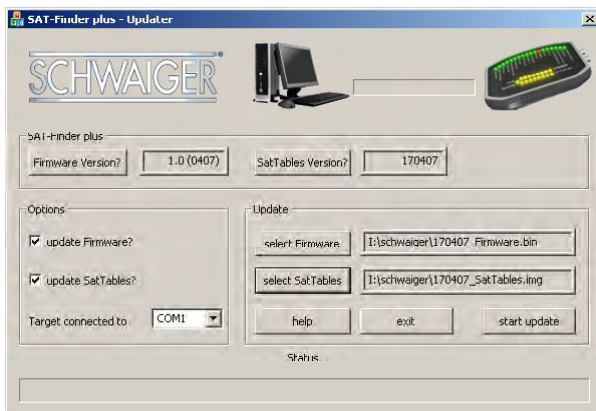 SAT-Finder plus - Updater
SCHWAIGER®
SAT-Finder plus
Firmware Version?
1.0 (0407)
SatTables Version?
170407
Options
update Firmware?
update SatTables?
Target connected to
COM1
Update
select Firmware
I:\schwaiger\170407_Firmware.bin
select SatTables
I:\schwaiger\170407_SatTables.img
help
exit
start update
Status